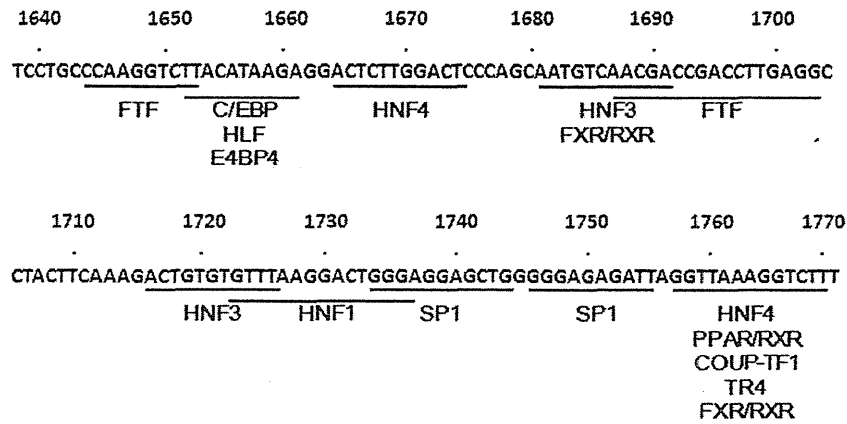 1640 1650 1660 1670 1680 1690 1700
TCCTGCCCAAGGTCTTACATAAGAGGACTCTTGGACTCCCAGCAATGTCAACGACCGACCTTGAGGC
FTF C/EBP HNF4 HNF3 FTF
HLF FXR/RXR
E4BP4
1710 1720 1730 1740 1750 1760 1770
CTACTTCAAAGACTGTGTGTTTAAGGACTGGGAGGAGCTGGGGGAGAGATTAGGTTAAAGGTCTTT
HNF3 HNF1 SP1 SP1 HNF4
PPAR/RXR
COUP-TF1
TR4
FXR/RXR